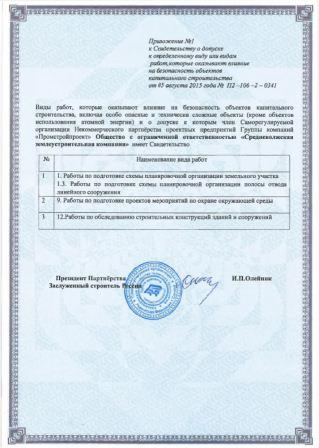 Приложение №1
к Свидетельству о допуске
к определенному виду или видам
работ,которые оказывают влияние
на безопасность объектов
капитального строительства
от 05 августа 2015 года № П2 –106 –2 – 0341
Виды работ, которые оказывают влияние на безопасность объектов капитального
строительства, включая особо опасные и технически сложные объекты (кроме объектов
использования атомной энергии) и о допуске к которым член Саморегулируемой
организации Некоммерческого партнерства проектных предприятий Группы компаний
«Промстройпроект» Общество с ограниченной ответственностью «Средневолжская
землеустроительная компания» имеет Свидетельство
№ Наименование вида работ
1 1. Работы по подготовке схемы планировочной организации земельного участка
1.3. Работы по подготовке схемы планировочной организации полосы отвода
линейного сооружения
2 9. Работы по подготовке проектов мероприятий по охране окружающей среды
3 12.Работы по обследованию строительных конструкций зданий и сооружений
Президент Партнёрства, И.П.Олейник
Заслуженный строитель России